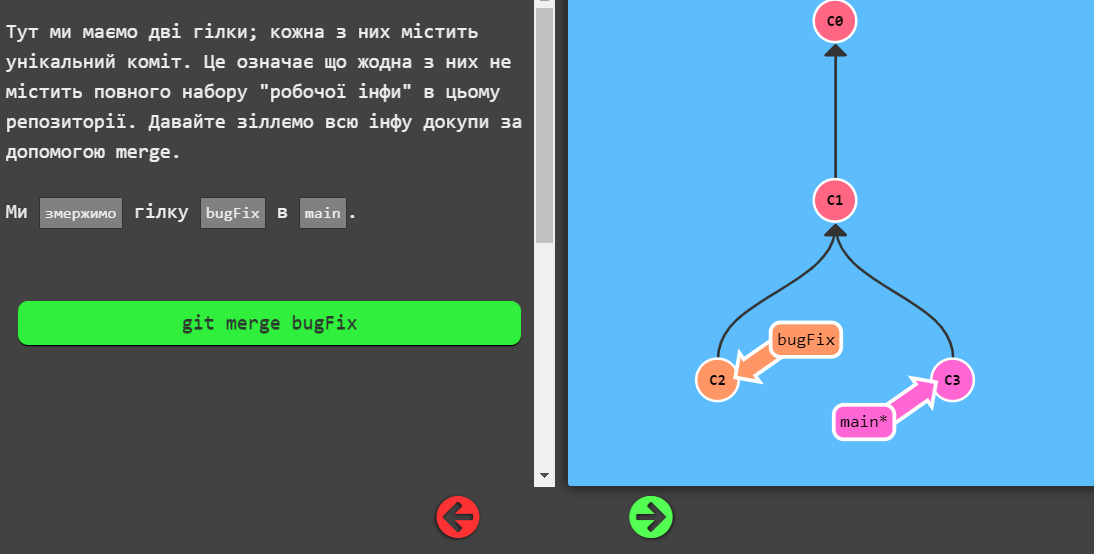 Тут ми маємо дві гілки; кожна з них містить
унікальний коміт. Це означає що жодна з них не
містить повного набору "робочої інфи" в цьому
репозиторії. Давайте зіллємо всю інфу докупи за
допомогою merge.
Ми змержимо гілку bugFix в main.
git merge bugFix
C0
C1
bugFix
C2
C3
main*